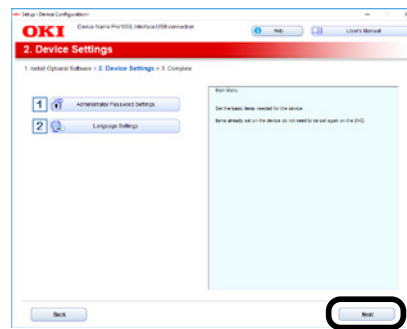 Setup - Device Configuration
OKI
Device Name Pro1050, Interface USB connection
Help
User's Manual
2. Device Settings
1. Install Optional Software > 2. Device Settings > 3. Complete
Main Menu
Set the basic items needed for the device.
Items already set on the device do not need to be set again on the DVD.
1 Administrator Password Settings
2 Language Settings
Back
Next